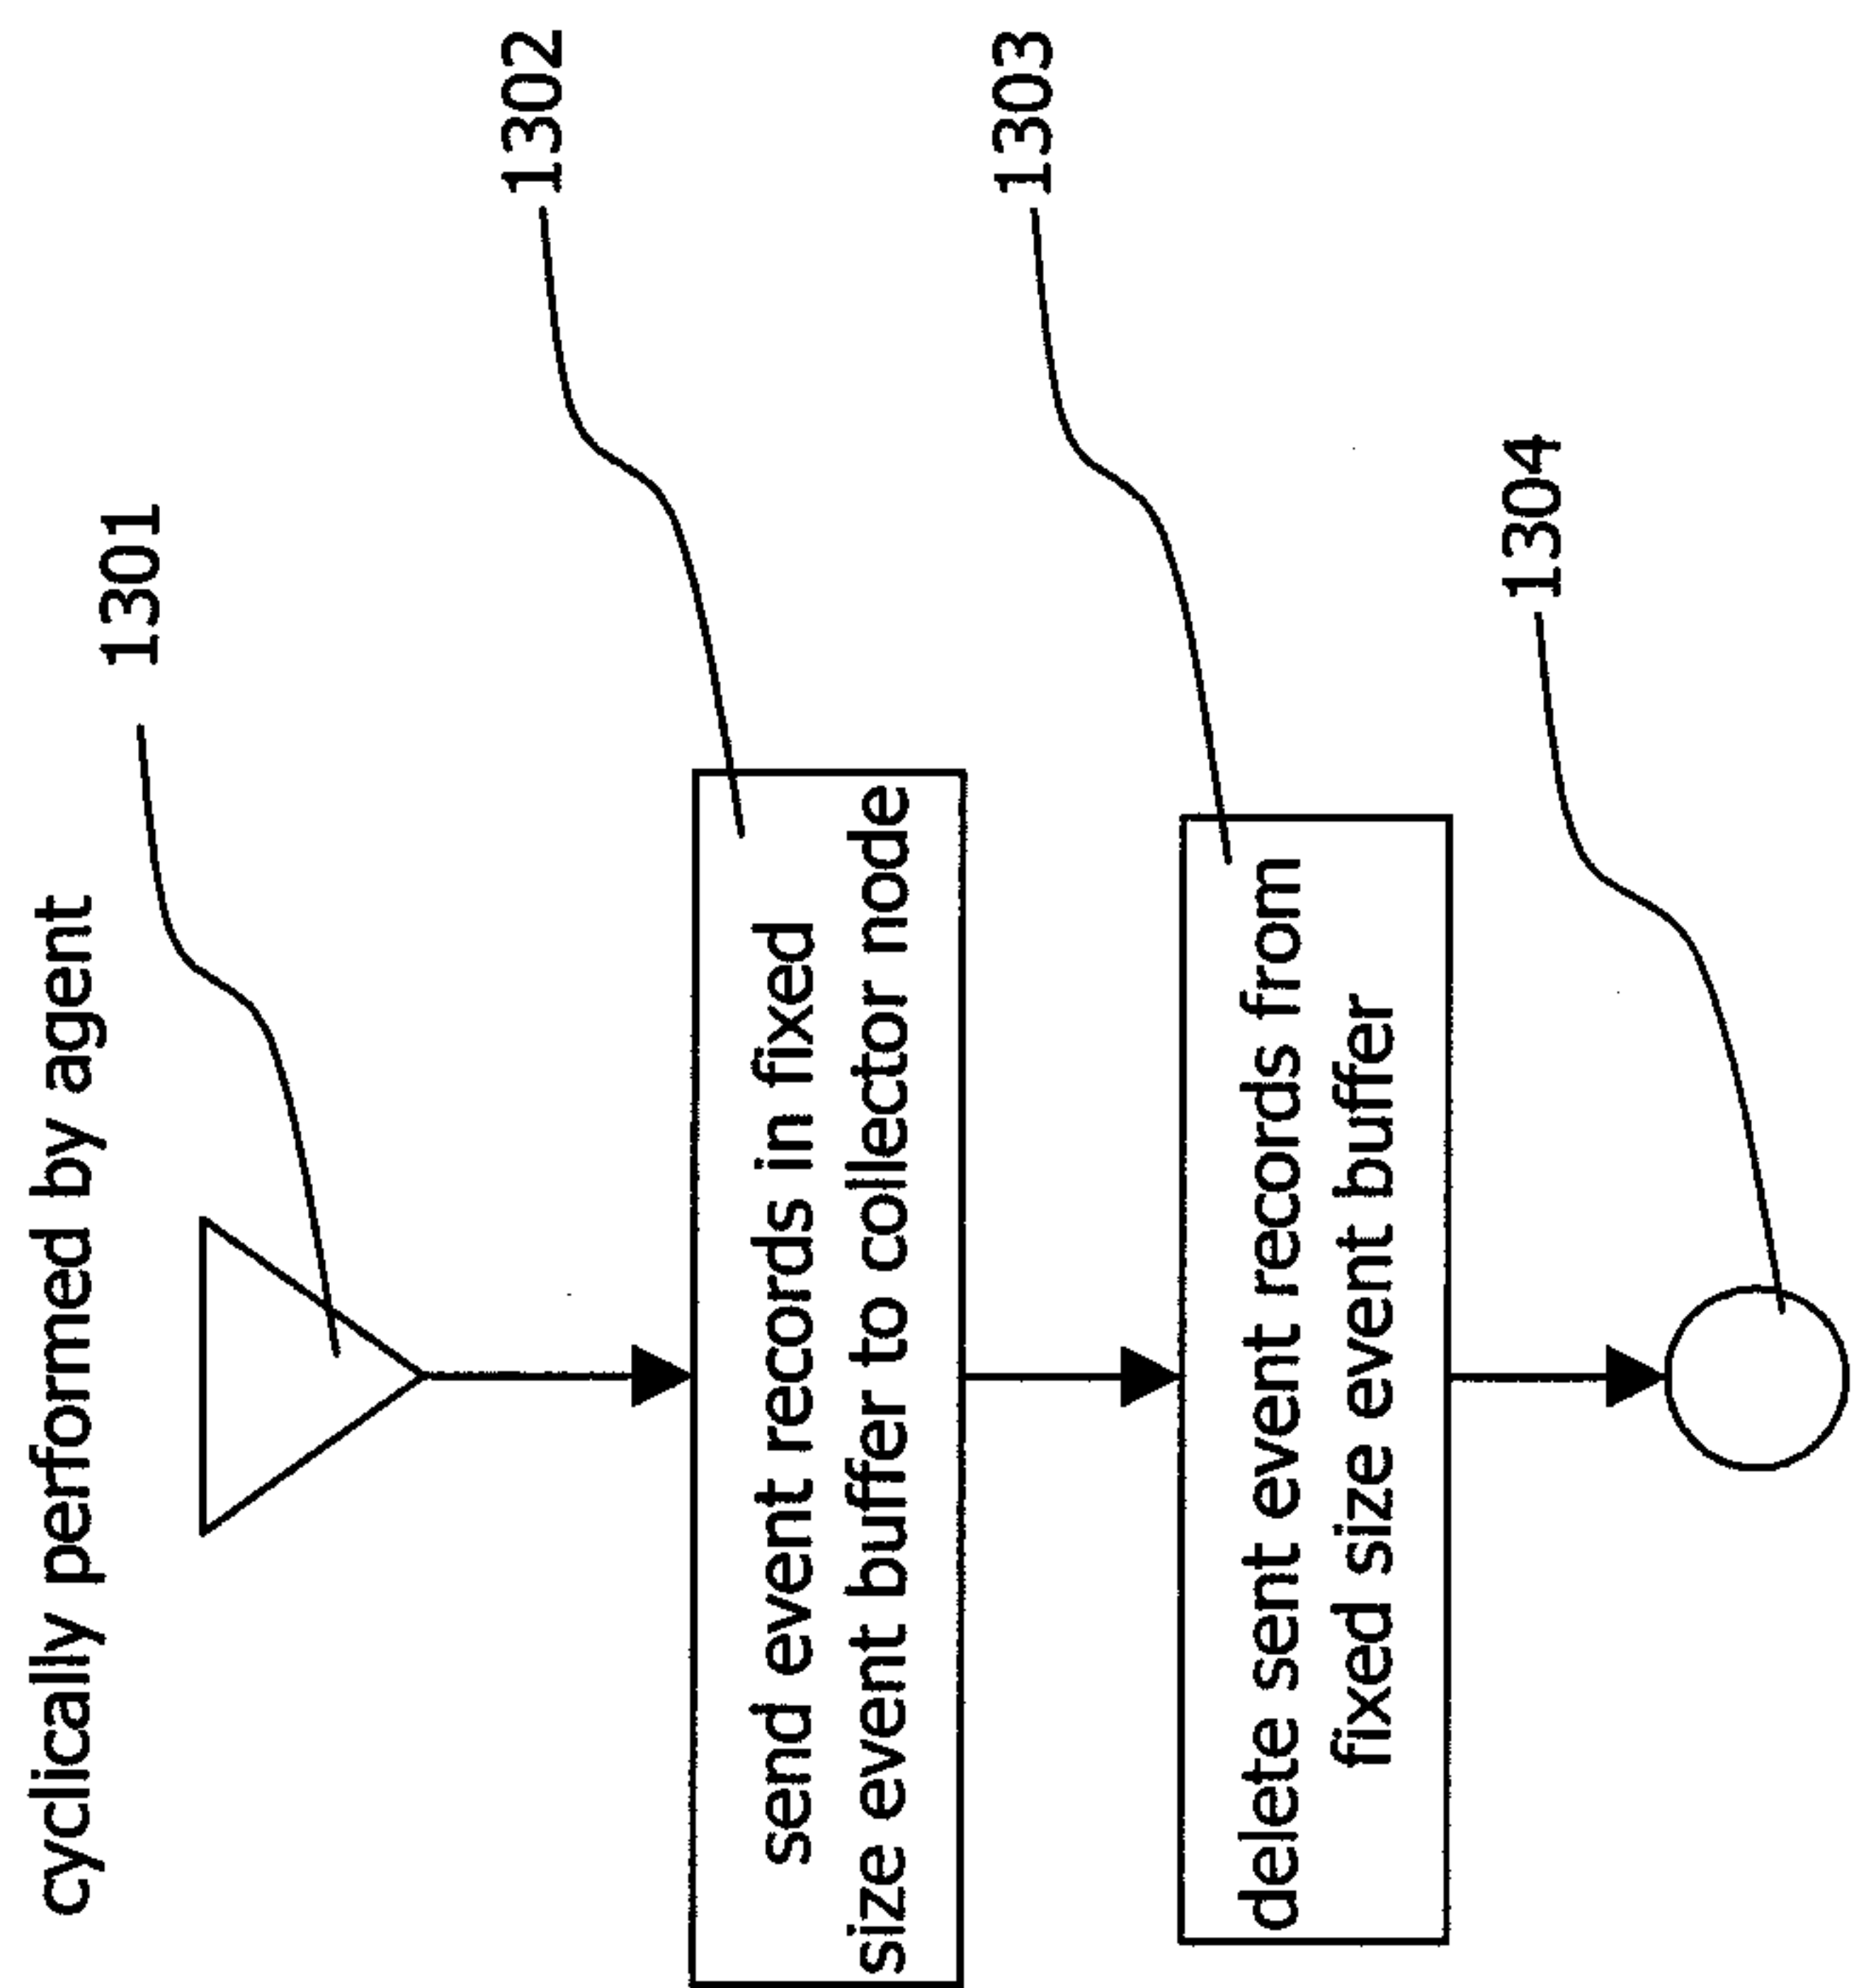 cyclically performed by agent
1301
1302
send event records in fixed
size event buffer to collector node
1303
delete sent event records from
fixed size event buffer
1304